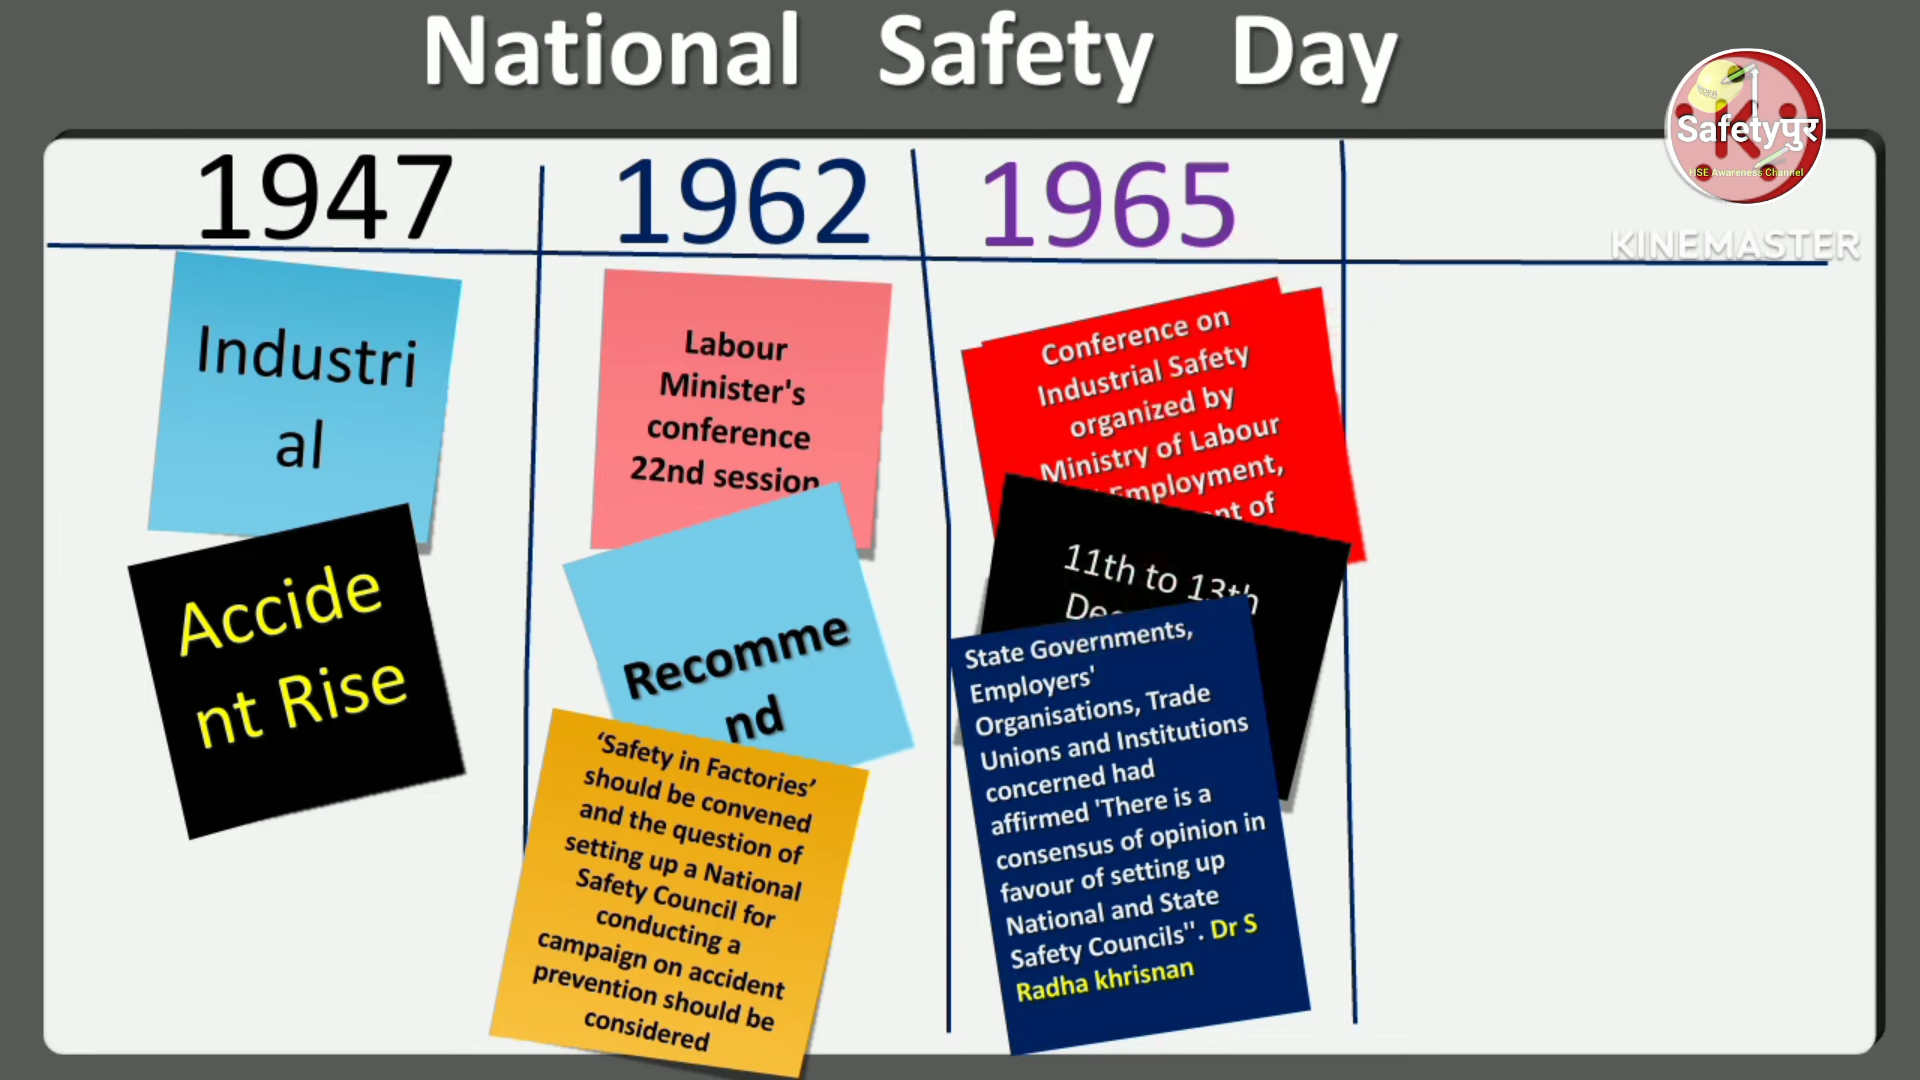 National Safety Day
Safetyपुर
HSE Awareness Channel
KINEMASTER
1947
1962
1965
Industri
al
Accide
nt Rise
Labour
Minister's
conference
22nd session
Recomme
nd
‘Safety in Factories’
should be convened
and the question of
setting up a National
Safety Council for
conducting a
campaign on accident
prevention should be
considered
Conference on
Industrial Safety
organized by
Ministry of Labour
Employment,
of
11th to 13th
State Governments,
Employers'
Organisations, Trade
Unions and Institutions
concerned had
affirmed 'There is a
consensus of opinion in
favour of setting up
National and State
Safety Councils". Dr S
Radha khrisnan